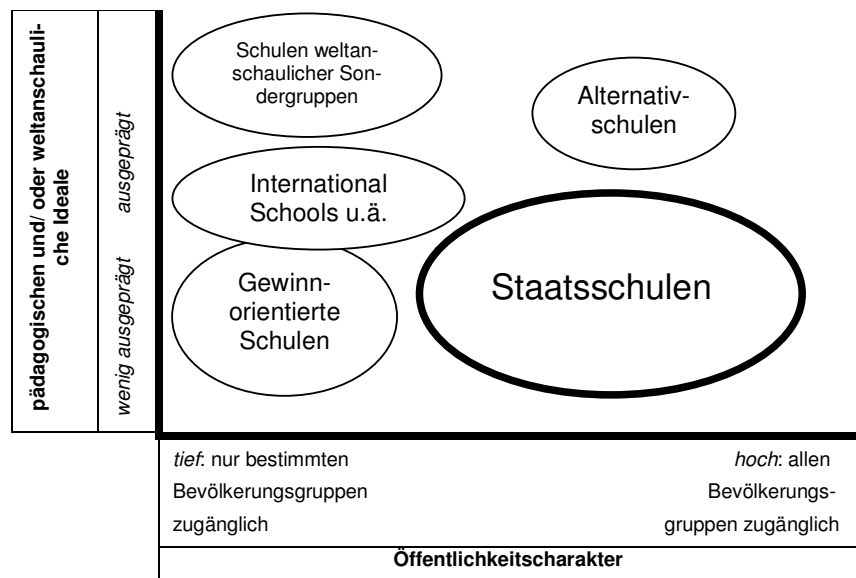 pädagogischen und/ oder weltanschauli-
che Ideale
ausgeprägt
wenig ausgeprägt
Schulen weltan-
schaulicher Son-
dergruppen
Alternativ-
schulen
International
Schools u.ä.
Gewinn-
orientierte
Schulen
Staatsschulen
tief: nur bestimmten
Bevölkerungsgruppen
zugänglich
hoch: allen
Bevölkerungs-
gruppen zugänglich
Öffentlichkeitscharakter